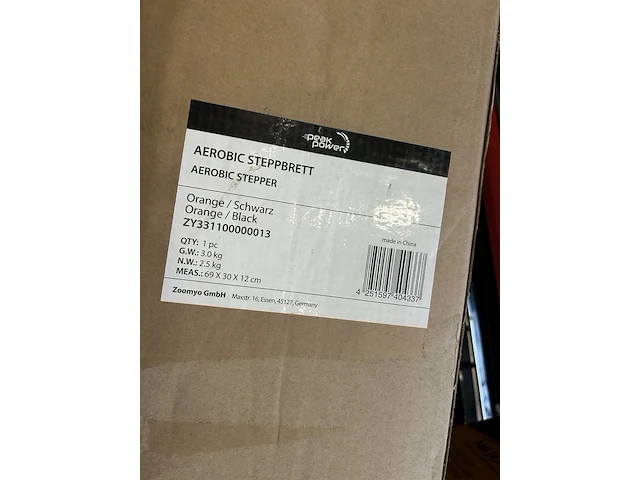 peak
power
AEROBIC STEPPBRETT
AEROBIC STEPPER
Orange / Schwarz
Orange / Black
ZY331100000013
QTY: 1 pc
G.W.: 3.0 kg
N.W.: 2.5 kg
MEAS.: 69 X 30 X 12 cm
made in China
4 251597 404337
Zoomyo GmbH Maxstr. 16, Essen, 45127, Germany